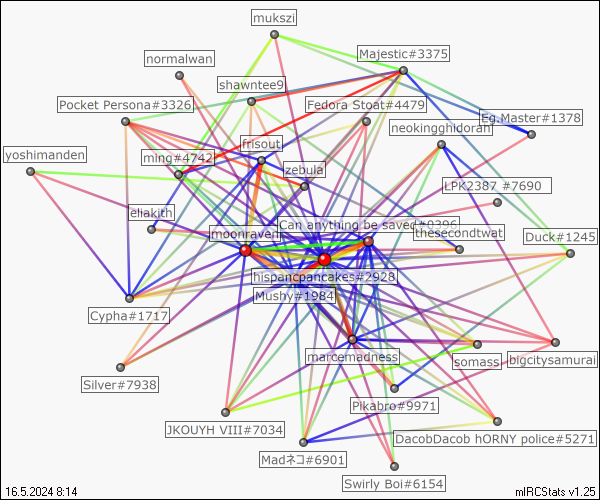 mukszi
Majestic#3375
normalwan
shawntee9
Pocket Persona#3326
Fedora Stoat#4479
Eg.Master#1378
neokingghidoran
frisout
yoshimanden
ming#4742
zebula
LPK2387 #7690
eliakith
Can anything be saved#0396
moonraven
thesecondtwat
Duck#1245
hispancpancakes#2928
Mushy#1984
Cypha#1717
marcemadness
somass
bigcitysamurai
Silver#7938
Pikabro#9971
JKOUYH VIII#7034
DacobDacob hORNY police#5271
Madネコ#6901
Swirly Boi#6154
16.5.2024 8:14
mIRCStats v1.25